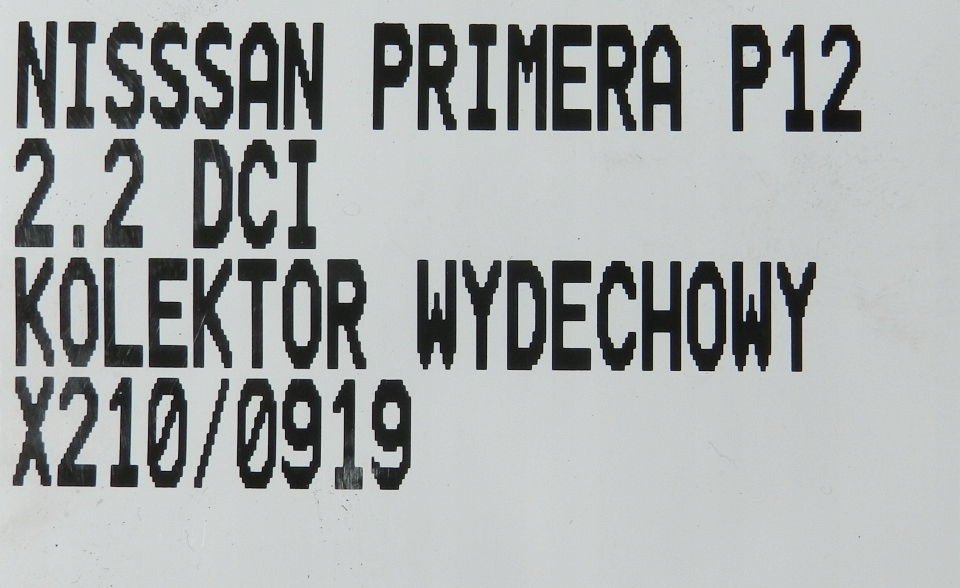 NISSSAN PRIMERA P12
2.2 DCI
KOLEKTOR WYDECHOWY
X210/0919